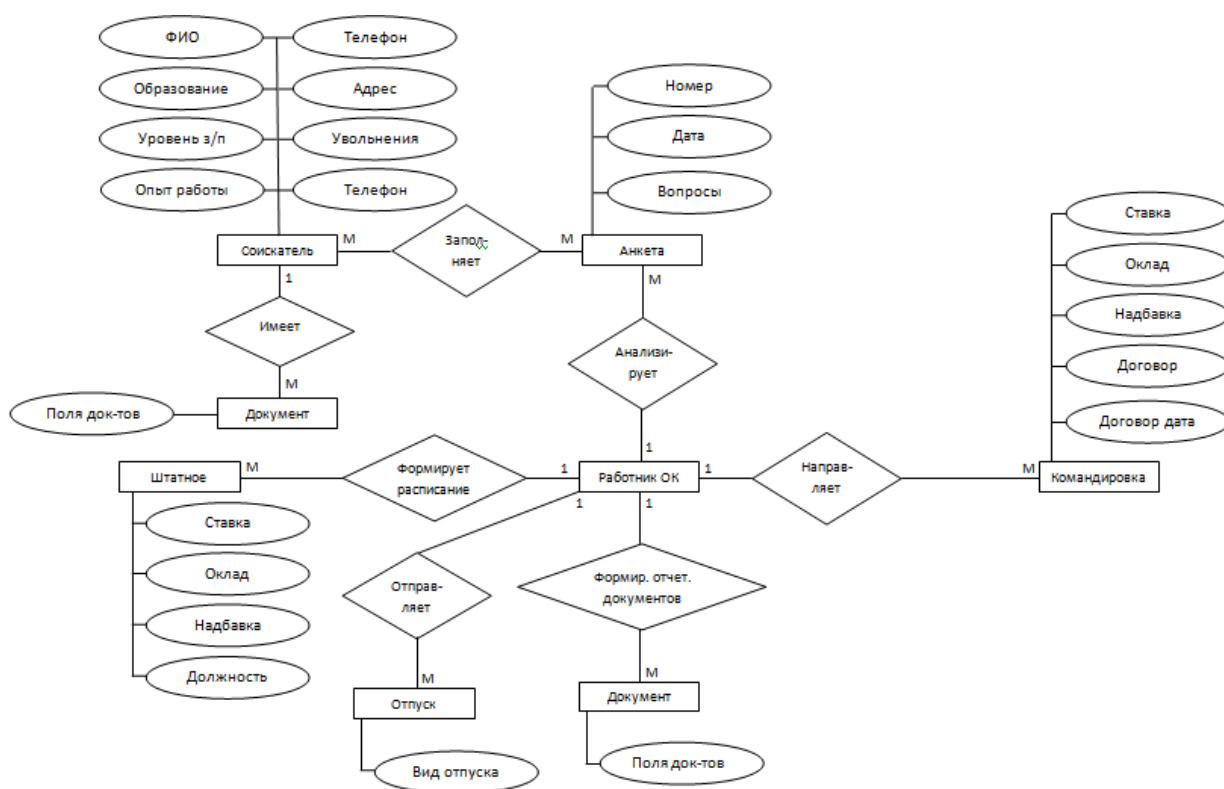 ФИО
Телефон
Образование
Адрес
Уровень з/п
Увольнения
Опыт работы
Телефон
Номер
Дата
Вопросы
Соискатель
М
Запол-
няет
М
Анкета
1
М
Имеет
Анализи-
рует
М
Поля док-тов
Документ
1
Ставка
Оклад
Надбавка
Договор
Договор дата
Штатное
М
Формирует
расписание
1
Работник ОК
1
Направ-
ляет
М
Командировка
1
1
Ставка
Оклад
Надбавка
Должность
Отправ-
ляет
Формир. отчет.
документов
М
М
Отпуск
Документ
Вид отпуска
Поля док-тов